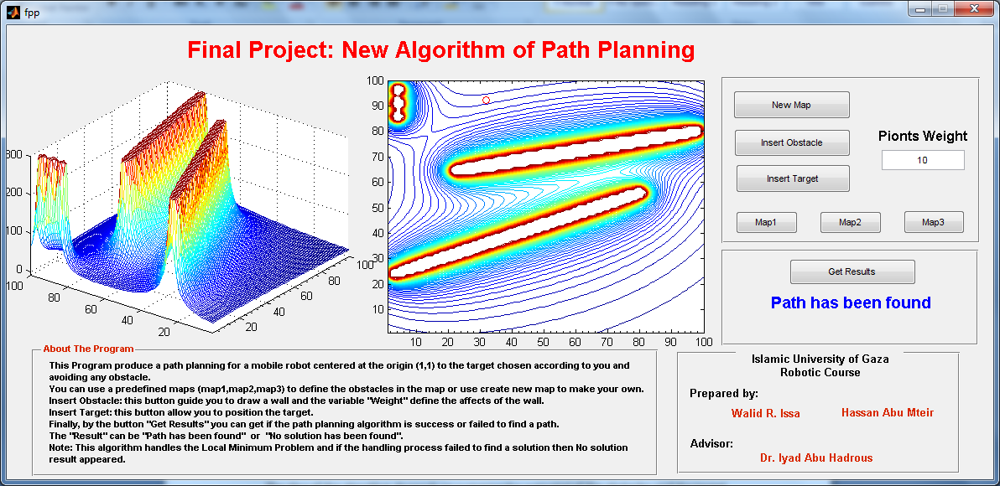 fpp
Final Project: New Algorithm of Path Planning
300
200
100
0
100
80
60
40
20
20
40
60
80
100
100
90
80
70
60
50
40
30
20
10
10
20
30
40
50
60
70
80
90
100
New Map
Insert Obstacle
Insert Target
Pionts Weight
10
Map1
Map2
Map3
Get Results
Path has been found
About The Program
This Program produce a path planning for a mobile robot centered at the origin (1,1) to the target chosen according to you and
avoiding any obstacle.
You can use a predefined maps (map1,map2,map3) to define the obstacles in the map or use create new map to make your own.
Insert Obstacle: this button guide you to draw a wall and the variable "Weight" define the affects of the wall.
Insert Target: this button allow you to position the target.
Finally, by the button "Get Results" you can get if the path planning algorithm is success or failed to find a path.
The "Result" can be "Path has been found" or "No solution has been found".
Note: This algorithm handles the Local Minimum Problem and if the handling process failed to find a solution then No solution
result appeared.
Islamic University of Gaza
Robotic Course
Prepared by:
Walid R. Issa
Hassan Abu Mteir
Advisor:
Dr. Iyad Abu Hadrous